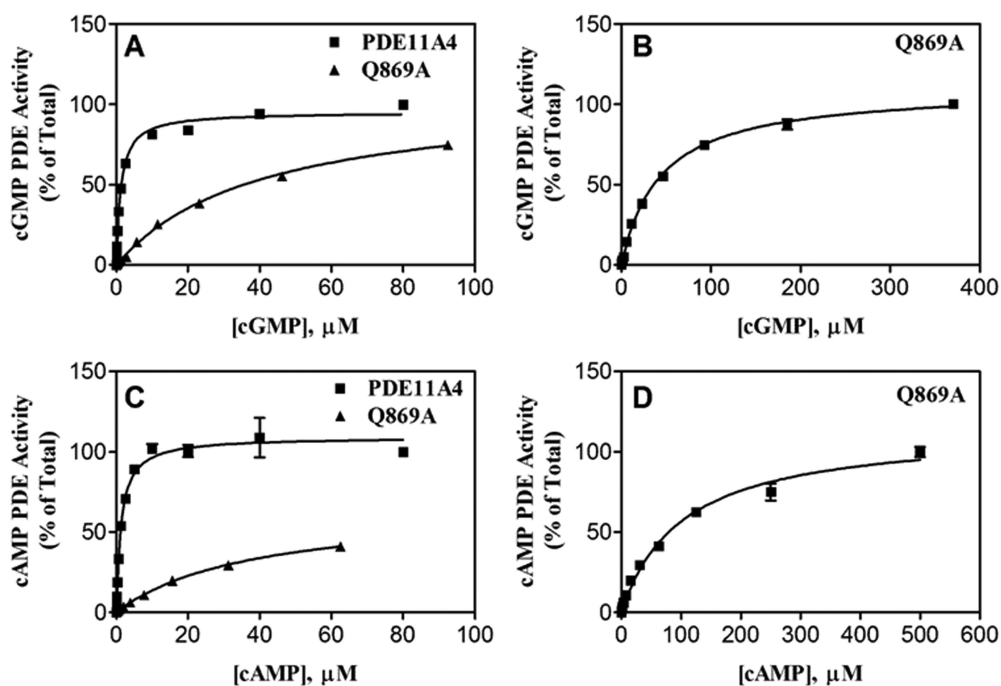 A
PDE11A4
Q869A
cGMP PDE Activity
(% of Total)
150
100
50
0
0 20 40 60 80 100
[cGMP], μM
B
Q869A
cGMP PDE Activity
(% of Total)
150
100
50
0
0 100 200 300 400
[cGMP], μM
C
PDE11A4
Q869A
cAMP PDE Activity
(% of Total)
150
100
50
0
0 20 40 60 80 100
[cAMP], μM
D
Q869A
cAMP PDE Activity
(% of Total)
150
100
50
0
0 100 200 300 400 500 600
[cAMP], μM